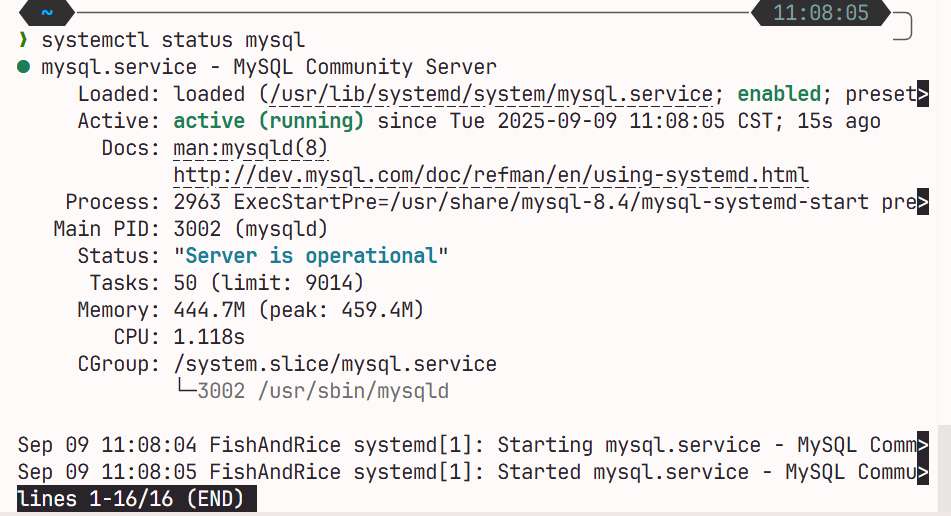 ~ 11:08:05
❯ systemctl status mysql
● mysql.service - MySQL Community Server
     Loaded: loaded (/usr/lib/systemd/system/mysql.service; enabled; preset>
     Active: active (running) since Tue 2025-09-09 11:08:05 CST; 15s ago
       Docs: man:mysqld(8)
             http://dev.mysql.com/doc/refman/en/using-systemd.html
    Process: 2963 ExecStartPre=/usr/share/mysql-8.4/mysql-systemd-start pre>
   Main PID: 3002 (mysqld)
     Status: "Server is operational"
      Tasks: 50 (limit: 9014)
     Memory: 444.7M (peak: 459.4M)
        CPU: 1.118s
     CGroup: /system.slice/mysql.service
             └─3002 /usr/sbin/mysqld
Sep 09 11:08:04 FishAndRice systemd[1]: Starting mysql.service - MySQL Comm>
Sep 09 11:08:05 FishAndRice systemd[1]: Started mysql.service - MySQL Commu>
lines 1-16/16 (END)